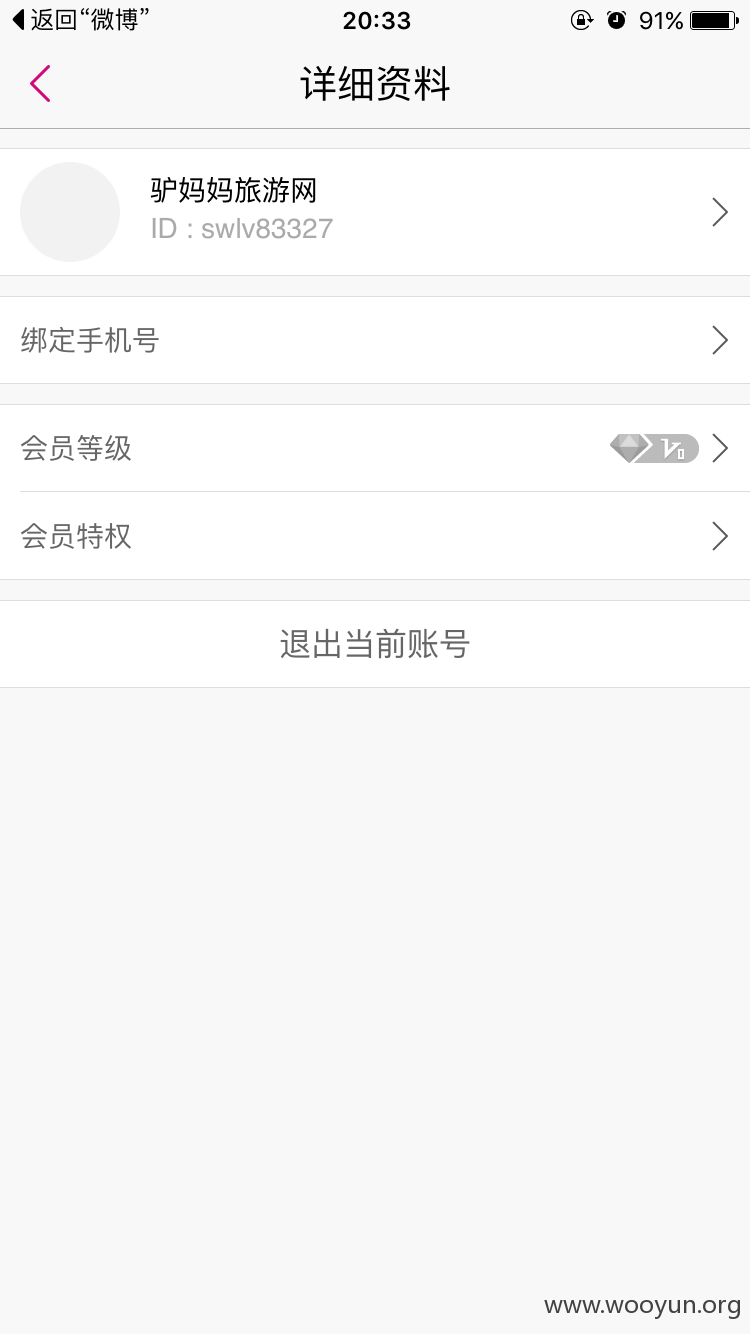 返回“微博”
20:33
91%
详细资料
驴妈妈旅游网
ID : swlv83327
绑定手机号
会员等级
V0
会员特权
退出当前账号
www.wooyun.org